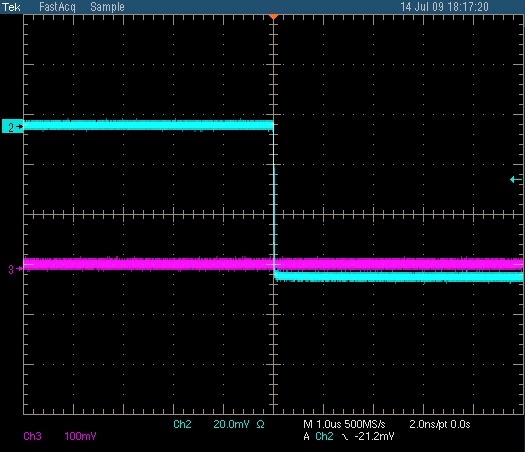 Tek FastAcq Sample 14 Jul 09 18:17:20
2
3
Ch2 20.0mV Ω M 1.0us 500MS/s 2.0ns/pt 0.0s
Ch3 100mV A Ch2 ∖ -21.2mV